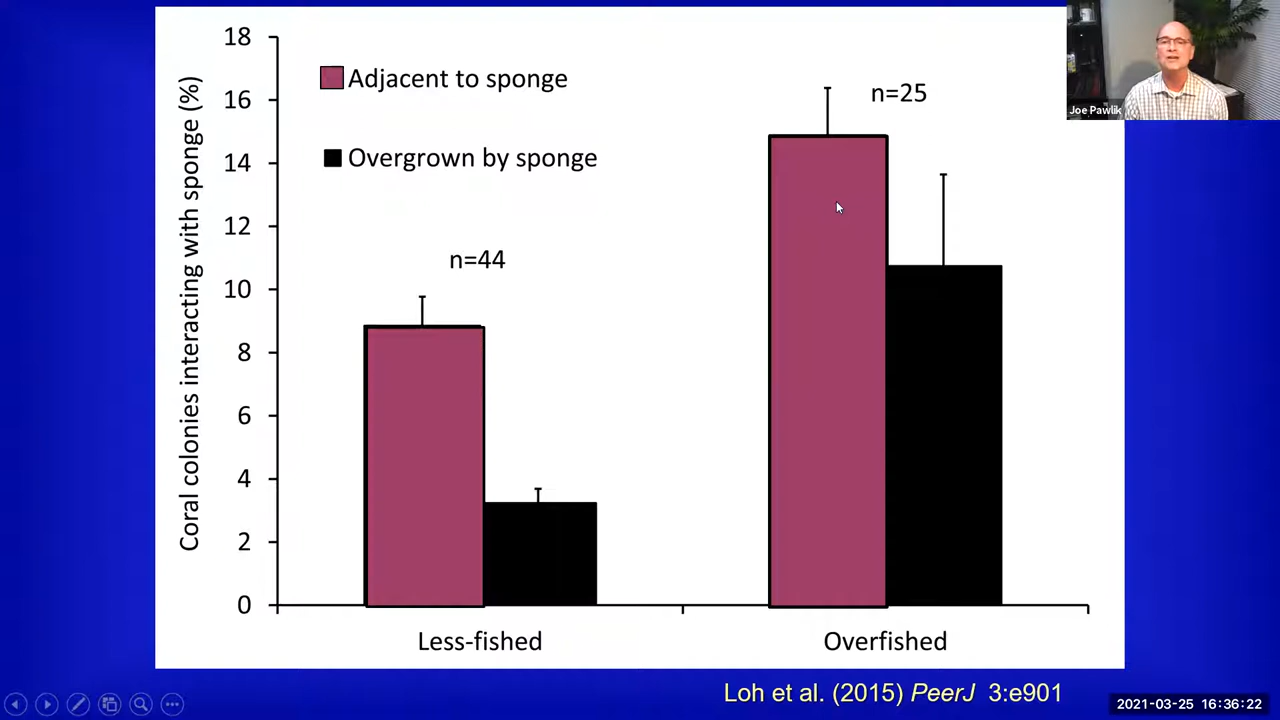 18
16
14
12
10
8
6
4
2
0
Coral colonies interacting with sponge (%)
Adjacent to sponge
Overgrown by sponge
n=44
n=25
Less-fished
Overfished
Loh et al. (2015) PeerJ 3:e901
Joe Pawlik
2021-03-25 16:36:22